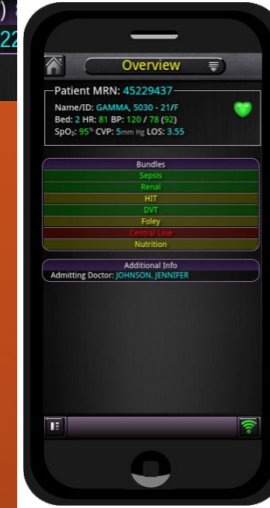 )
22
Overview
Patient MRN: 45229437
Name/ID: GAMMA, 5030 - 21/F
Bed: 2 HR: 81 BP: 120 / 78 (92)
SpO₂: 95% CVP: 5mm Hg LOS: 3.55
Bundles
Sepsis
Renal
HIT
DVT
Foley
Central Line
Nutrition
Additional Info
Admitting Doctor: JOHNSON, JENNIFER